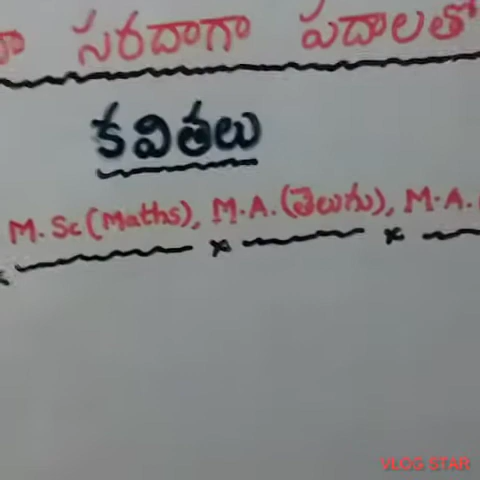 సరదాగా పదాలతో
కవితలు
M.Sc (Maths), M.A. (తెలుగు), M.A.
VLOG STAR